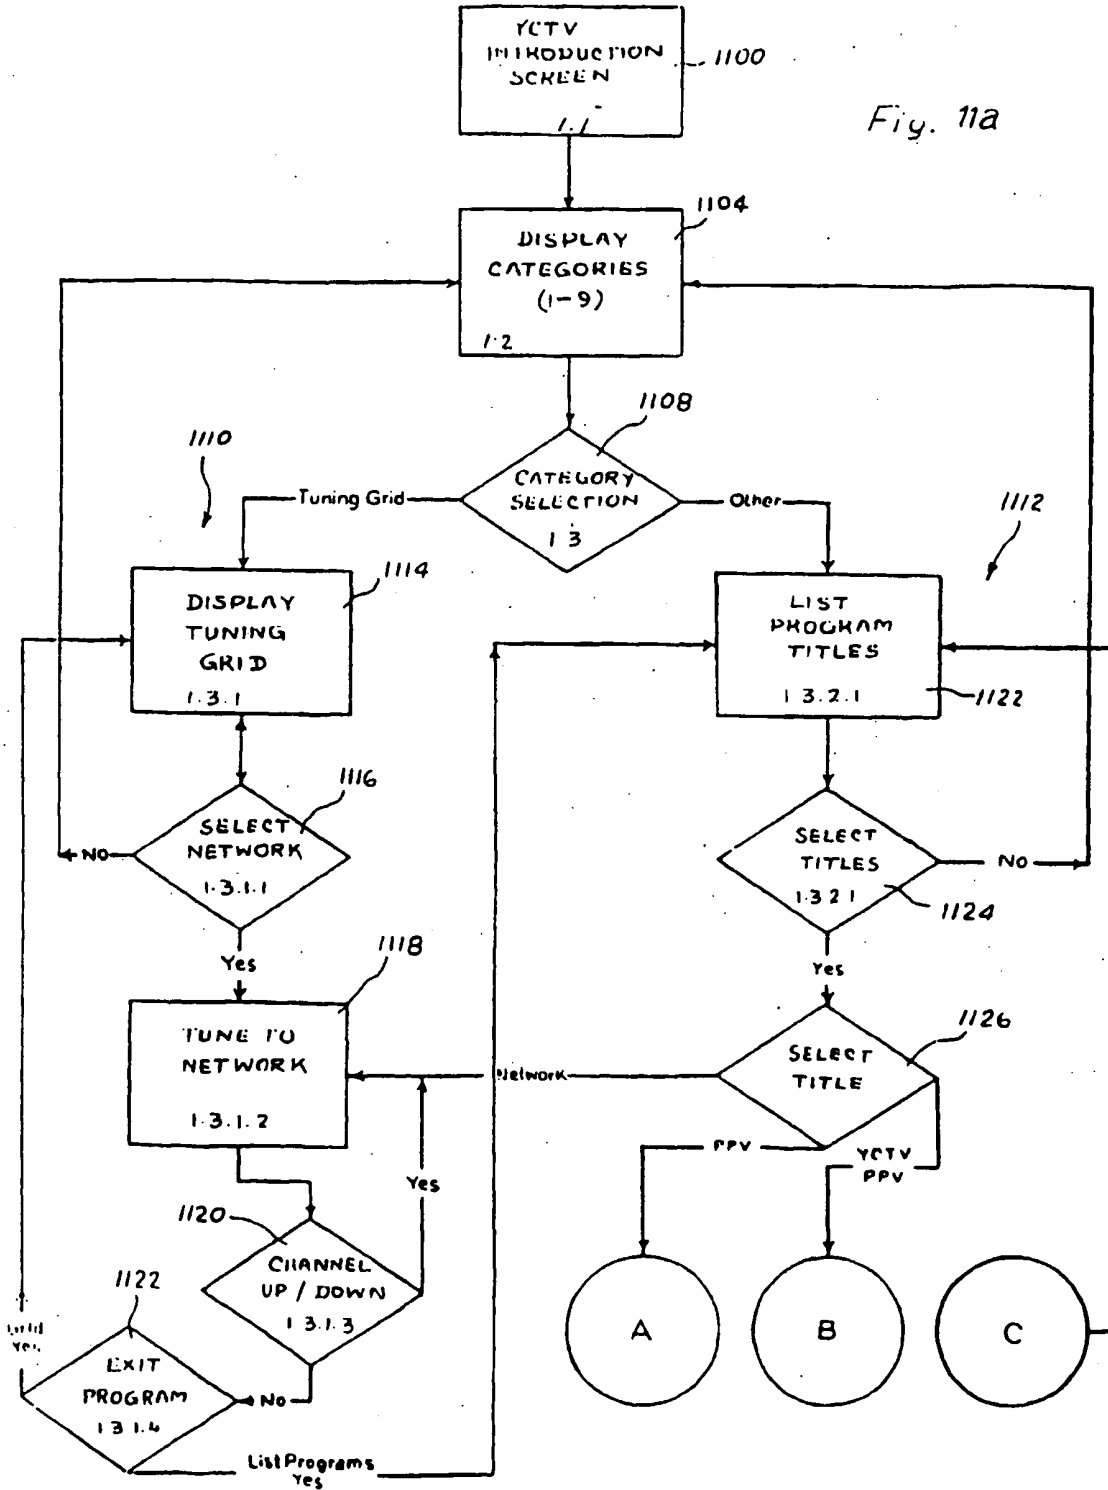 YCTV
INTRODUCTION
SCREEN
1.1
1100
Fig. 11a
1104
DISPLAY
CATEGORIES
(1-9)
1.2
1108
CATEGORY
SELECTION
1 3
Tuning Grid
Other
1110
1112
1114
DISPLAY
TUNING
GRID
1.3.1
LIST
PROGRAM
TITLES
1 3.2.1
1122
1116
SELECT
NETWORK
1.3.1.1
NO
SELECT
TITLES
1.3 2 1
NO
1124
Yes
Yes
1118
TUNE TO
NETWORK
1.3.1.2
1126
SELECT
TITLE
Network
PPV
YCTV
PPV
Yes
1120
CHANNEL
UP / DOWN
1 3.1.3
1122
Grid
Yes
EXIT
PROGRAM
1 3 1.4
No
List Programs
Yes
A
B
C